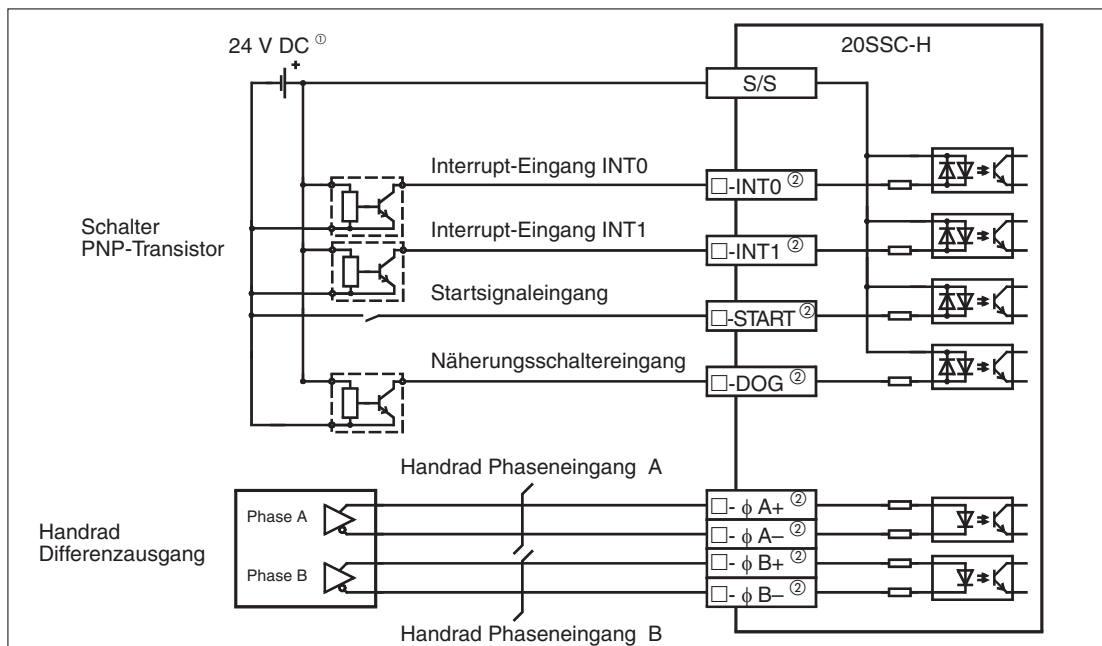 24 V DC ①
+
20SSC-H
S/S
Interrupt-Eingang INT0
□-INT0 ②
Schalter
PNP-Transistor
Interrupt-Eingang INT1
□-INT1 ②
Startsignaleingang
□-START ②
Näherungsschaltereingang
□-DOG ②
Handrad Phaseneingang A
Handrad
Differenzausgang
Phase A
□- ϕ A+ ②
□- ϕ A– ②
Phase B
□- ϕ B+ ②
□- ϕ B– ②
Handrad Phaseneingang B